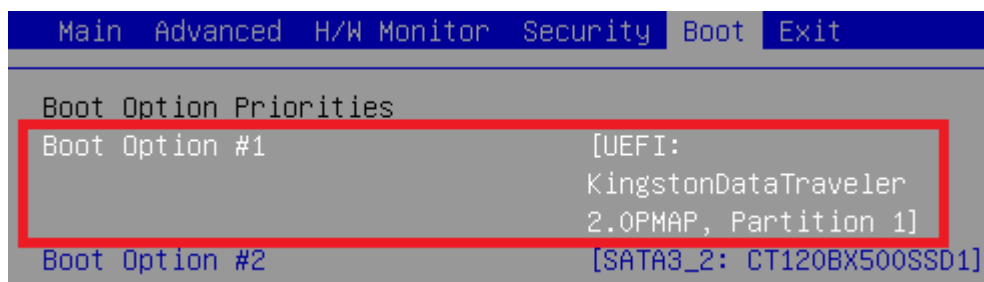 Main Advanced H/W Monitor Security Boot Exit
Boot Option Priorities
Boot Option #1 [UEFI:
KingstonDataTraveler
2.0PMAP, Partition 1]
Boot Option #2 [SATA3_2: CT120BX500SSD1]